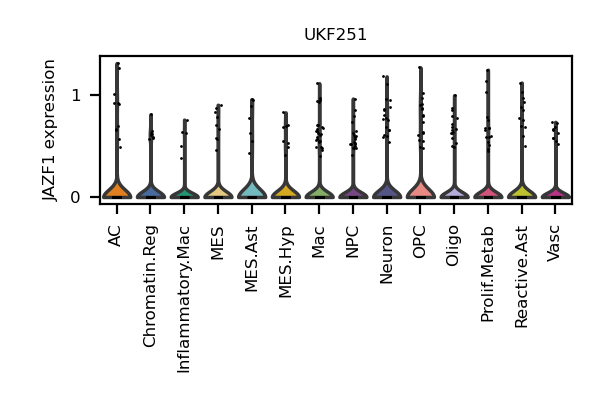 UKF251
JAZF1 expression
1
0
AC
Chromatin.Reg
Inflammatory.Mac
MES
MES.Ast
MES.Hyp
Mac
NPC
Neuron
OPC
Oligo
Prolif.Metab
Reactive.Ast
Vasc